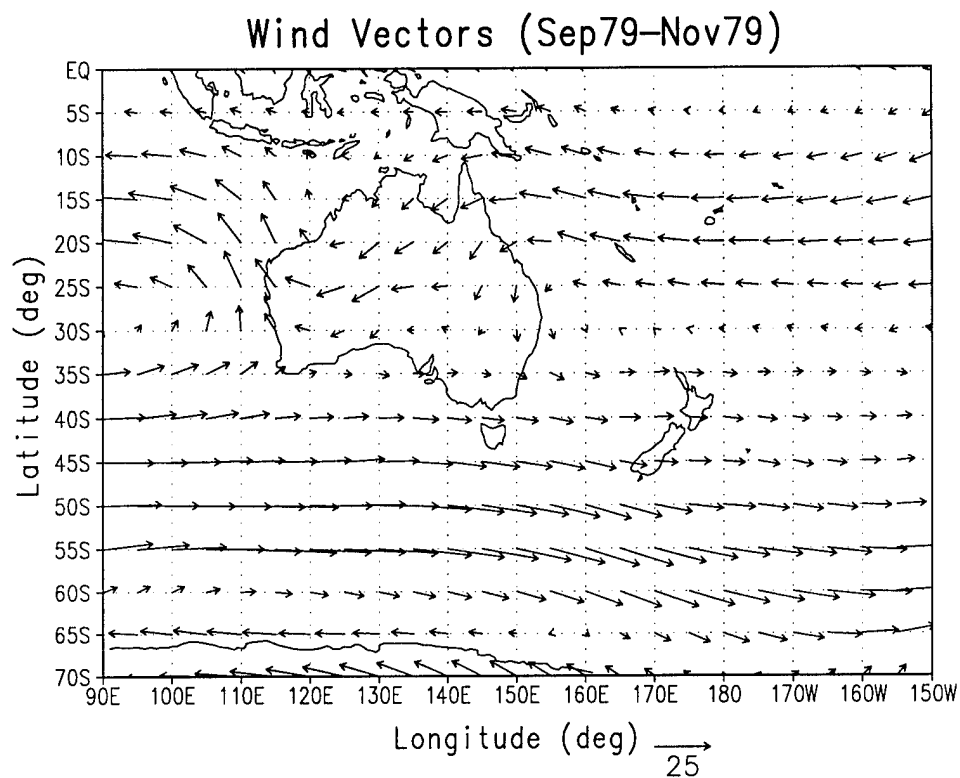 Wind Vectors (Sep79–Nov79)
EQ
5S
10S
15S
20S
25S
30S
35S
40S
45S
50S
55S
60S
65S
70S
Latitude (deg)
90E 100E 110E 120E 130E 140E 150E 160E 170E 180 170W 160W 150W
Longitude (deg)
25